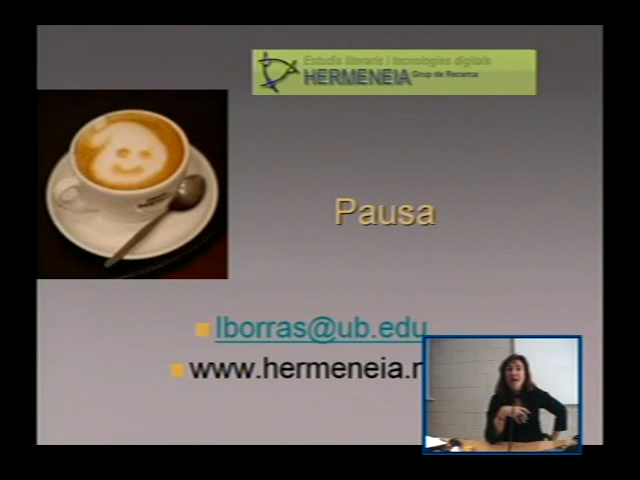 Estudis literaris i tecnologies digitals
HERMENEIA Grup de Recerca
Pausa
lborras@ub.edu
www.hermeneia.